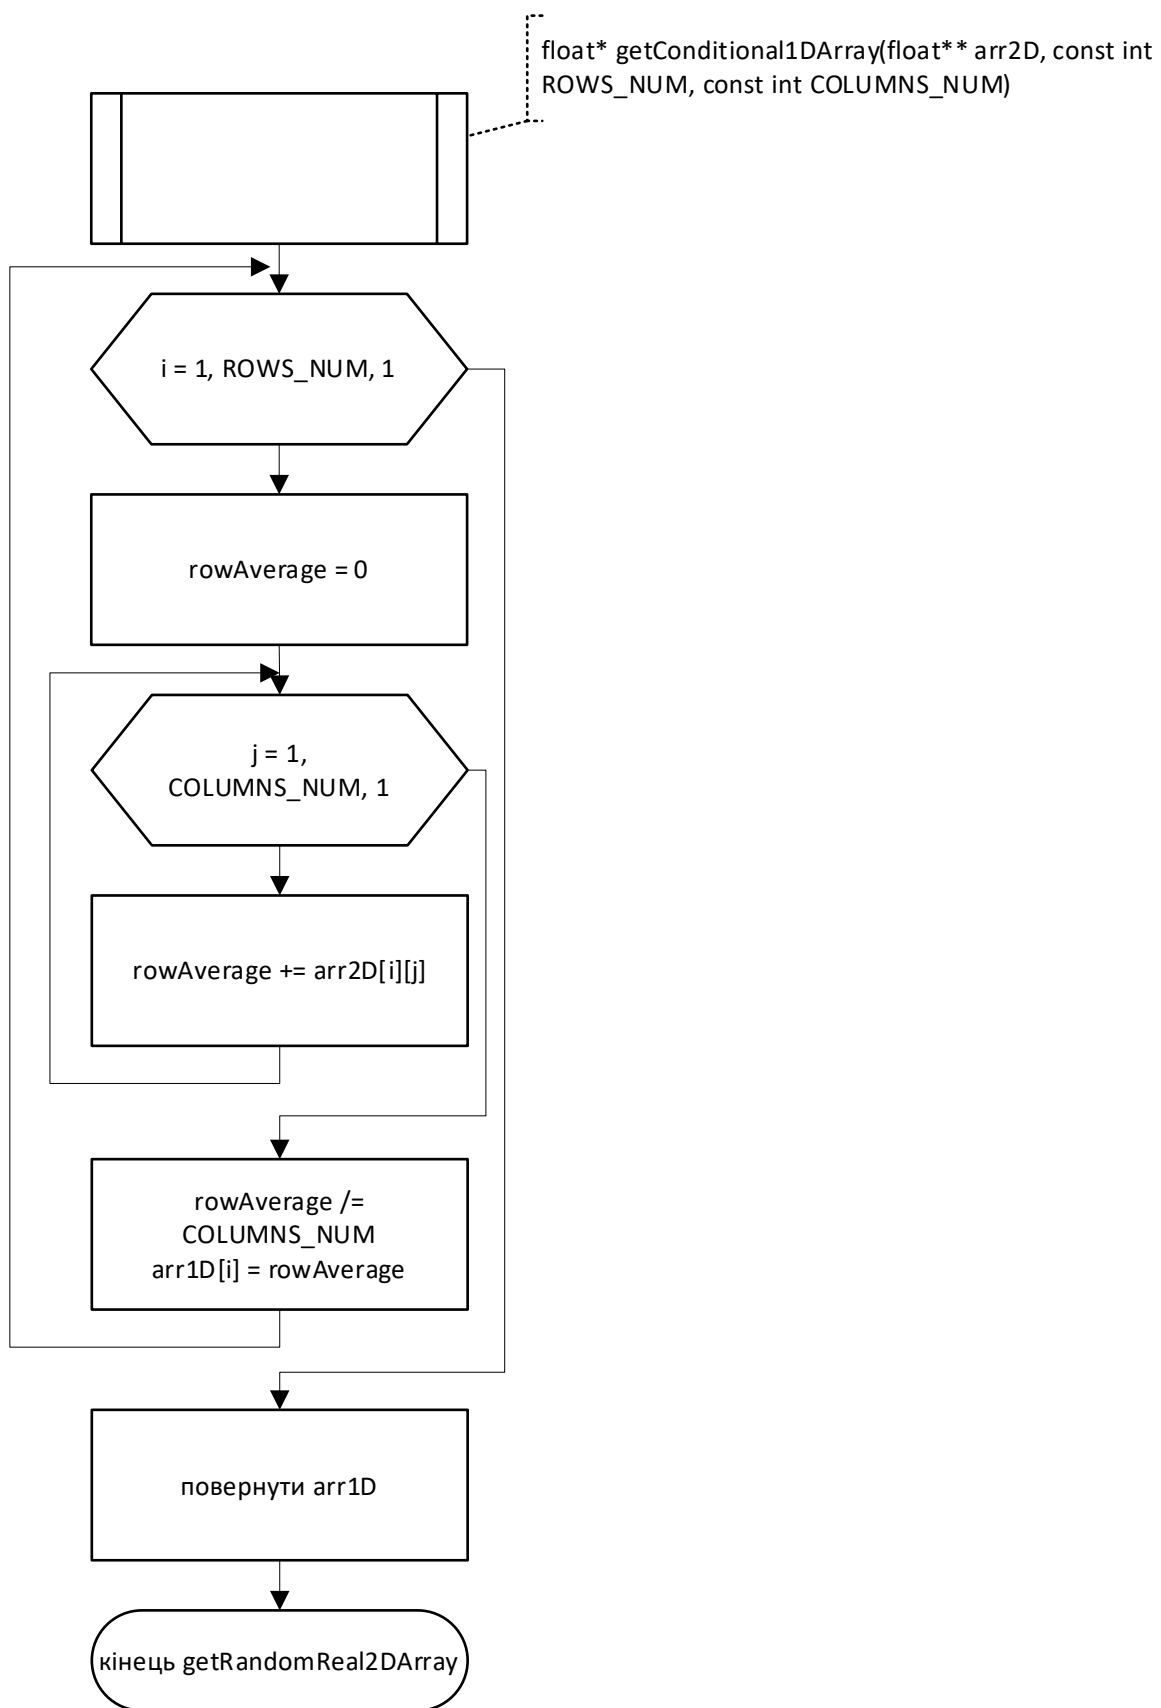 float* getConditional1DArray(float** arr2D, const int
ROWS_NUM, const int COLUMNS_NUM)
i = 1, ROWS_NUM, 1
rowAverage = 0
j = 1,
COLUMNS_NUM, 1
rowAverage += arr2D[i][j]
rowAverage /=
COLUMNS_NUM
arr1D[i] = rowAverage
повернути arr1D
кінець getRandomReal2DArray